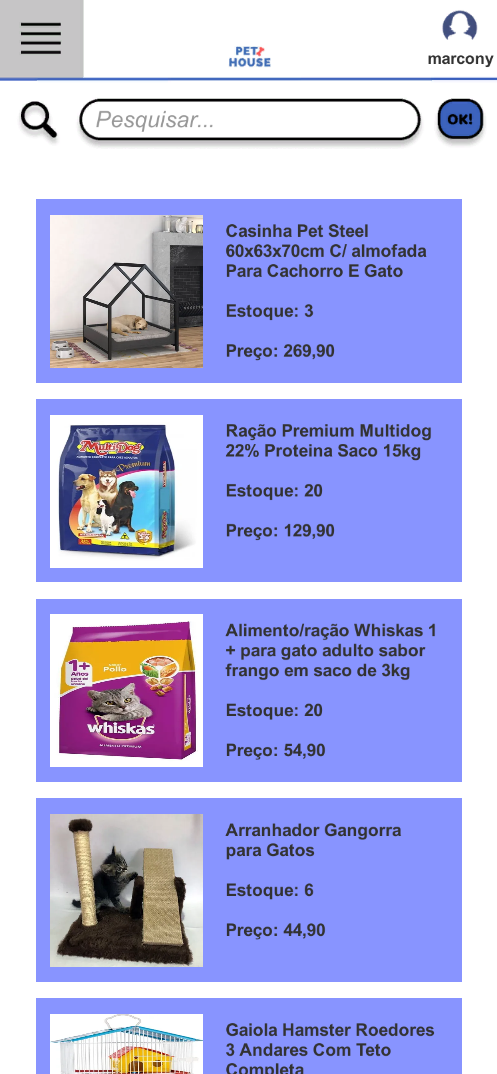 PET
HOUSE
marcony
Pesquisar...
OK!
Casinha Pet Steel
60x63x70cm C/ almofada
Para Cachorro E Gato
Estoque: 3
Preço: 269,90
Multidog
Premium
Ração Premium Multidog
22% Proteina Saco 15kg
Estoque: 20
Preço: 129,90
1+
Años
Pollo
whiskas
Alimento/ração Whiskas 1
+ para gato adulto sabor
frango em saco de 3kg
Estoque: 20
Preço: 54,90
Arranhador Gangorra
para Gatos
Estoque: 6
Preço: 44,90
Gaiola Hamster Roedores
3 Andares Com Teto
Completa